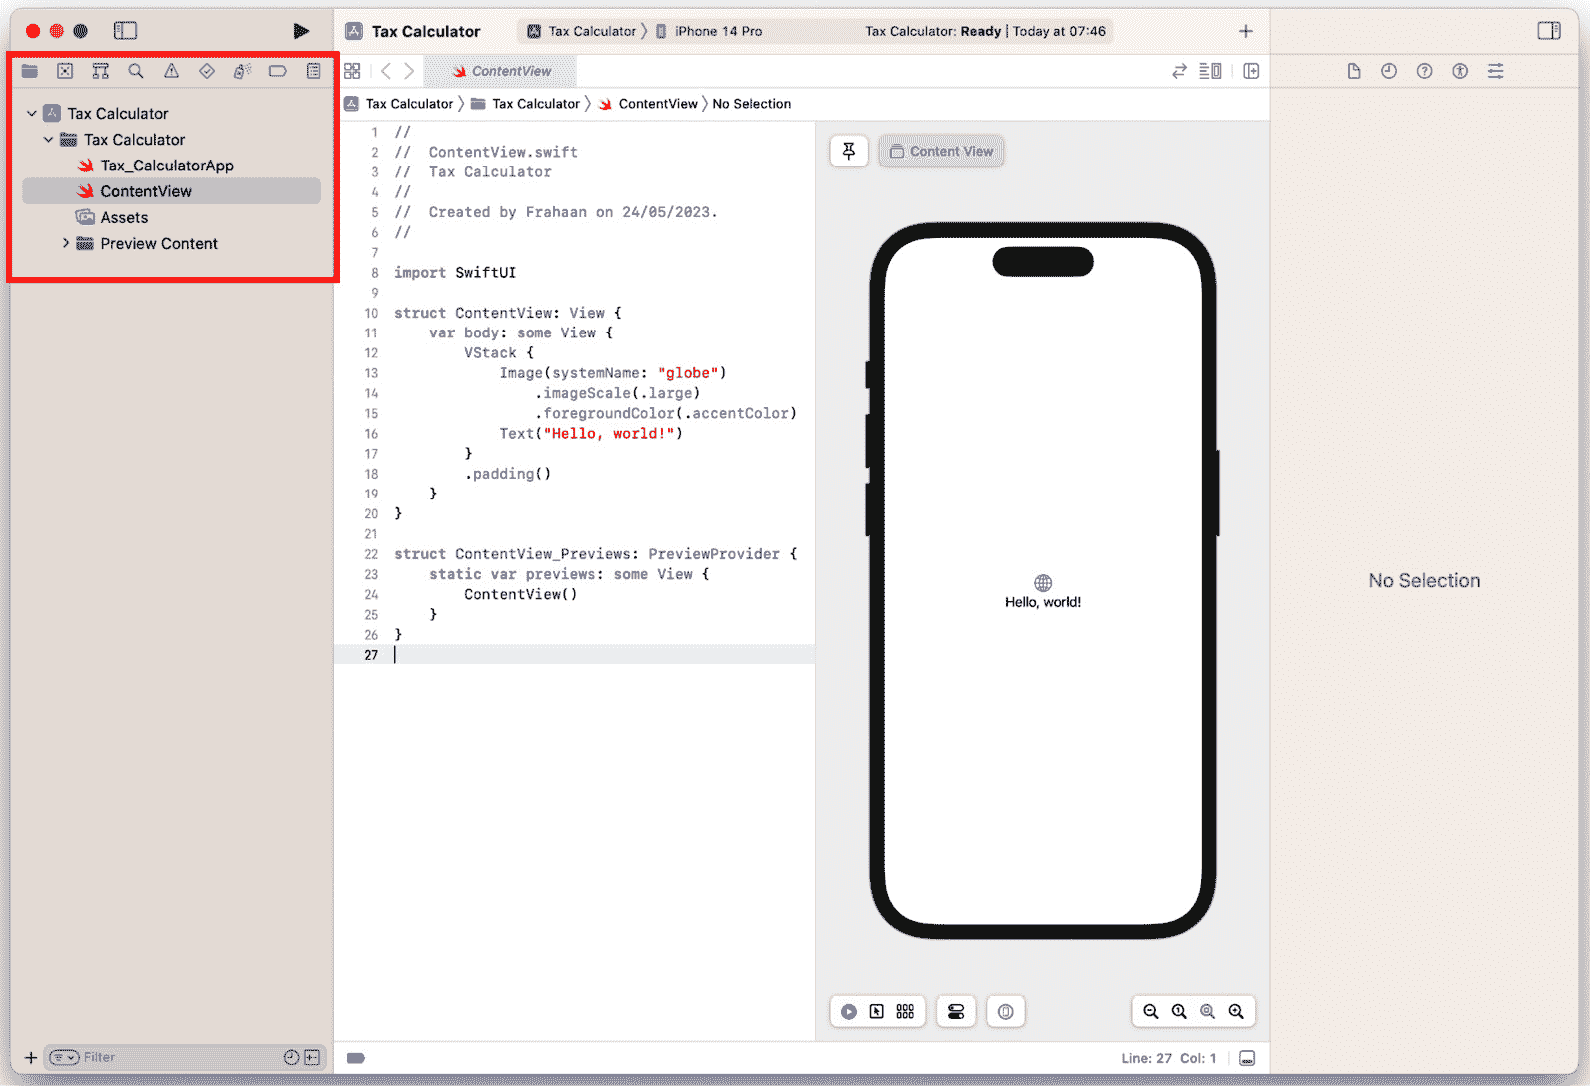 Tax Calculator
Tax Calculator 〉 iPhone 14 Pro
Tax Calculator: Ready | Today at 07:46
ContentView
Tax Calculator 〉 Tax Calculator 〉 ContentView 〉 No Selection
Tax Calculator
Tax Calculator
Tax_CalculatorApp
ContentView
Assets
Preview Content
1 //
2 //  ContentView.swift
3 //  Tax Calculator
4 //
5 //  Created by Frahaan on 24/05/2023.
6 //
7
8 import SwiftUI
9
10 struct ContentView: View {
11     var body: some View {
12         VStack {
13             Image(systemName: "globe")
14                 .imageScale(.large)
15                 .foregroundColor(.accentColor)
16             Text("Hello, world!")
17         }
18         .padding()
19     }
20 }
21
22 struct ContentView_Previews: PreviewProvider {
23     static var previews: some View {
24         ContentView()
25     }
26 }
27
Content View
Hello, world!
No Selection
Filter
Line: 27 Col: 1